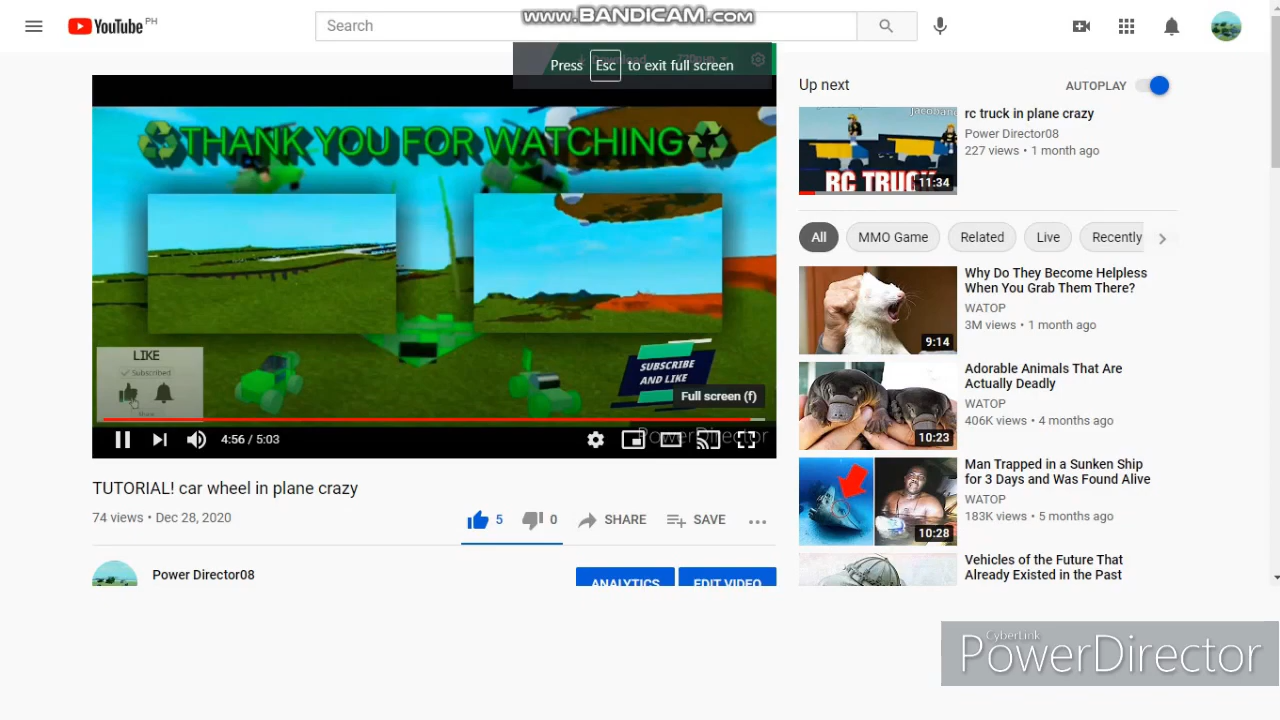 YouTube PH
Search
www.BANDICAM.com
Press Esc to exit full screen
THANK YOU FOR WATCHING
LIKE
Subscribed
SUBSCRIBE
AND LIKE
Full screen (f)
4:56 / 5:03
PowerDirector
TUTORIAL! car wheel in plane crazy
74 views • Dec 28, 2020
5
0
SHARE
SAVE
Power Director08
ANALYTICS
EDIT VIDEO
Up next
AUTOPLAY
RC TRUCK
11:34
rc truck in plane crazy
Power Director08
227 views • 1 month ago
All
MMO Game
Related
Live
Recently
9:14
Why Do They Become Helpless
When You Grab Them There?
WATOP
3M views • 1 month ago
10:23
Adorable Animals That Are
Actually Deadly
WATOP
406K views • 4 months ago
10:28
Man Trapped in a Sunken Ship
for 3 Days and Was Found Alive
WATOP
183K views • 5 months ago
Vehicles of the Future That
Already Existed in the Past
CyberLink
PowerDirector